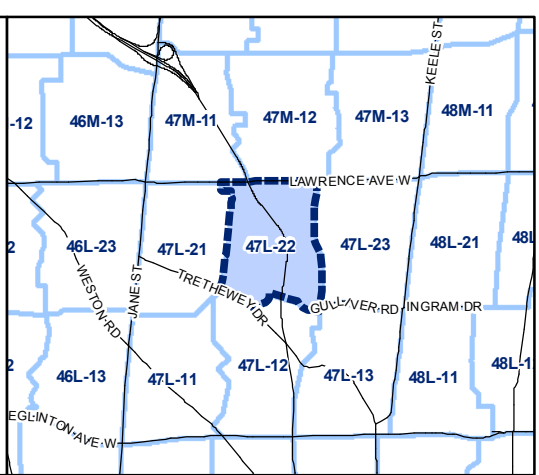 KEELE ST
-12
46M-13
47M-11
47M-12
47M-13
48M-11
LAWRENCE AVE W
2
46L-23
47L-21
47L-22
47L-23
48L-21
48L
WESTON RD
JANE ST
TRETHEWEY DR
GULLIVER RD
INGRAM DR
2
46L-13
47L-11
47L-12
47L-13
48L-11
48L-1
EGLINTON AVE W